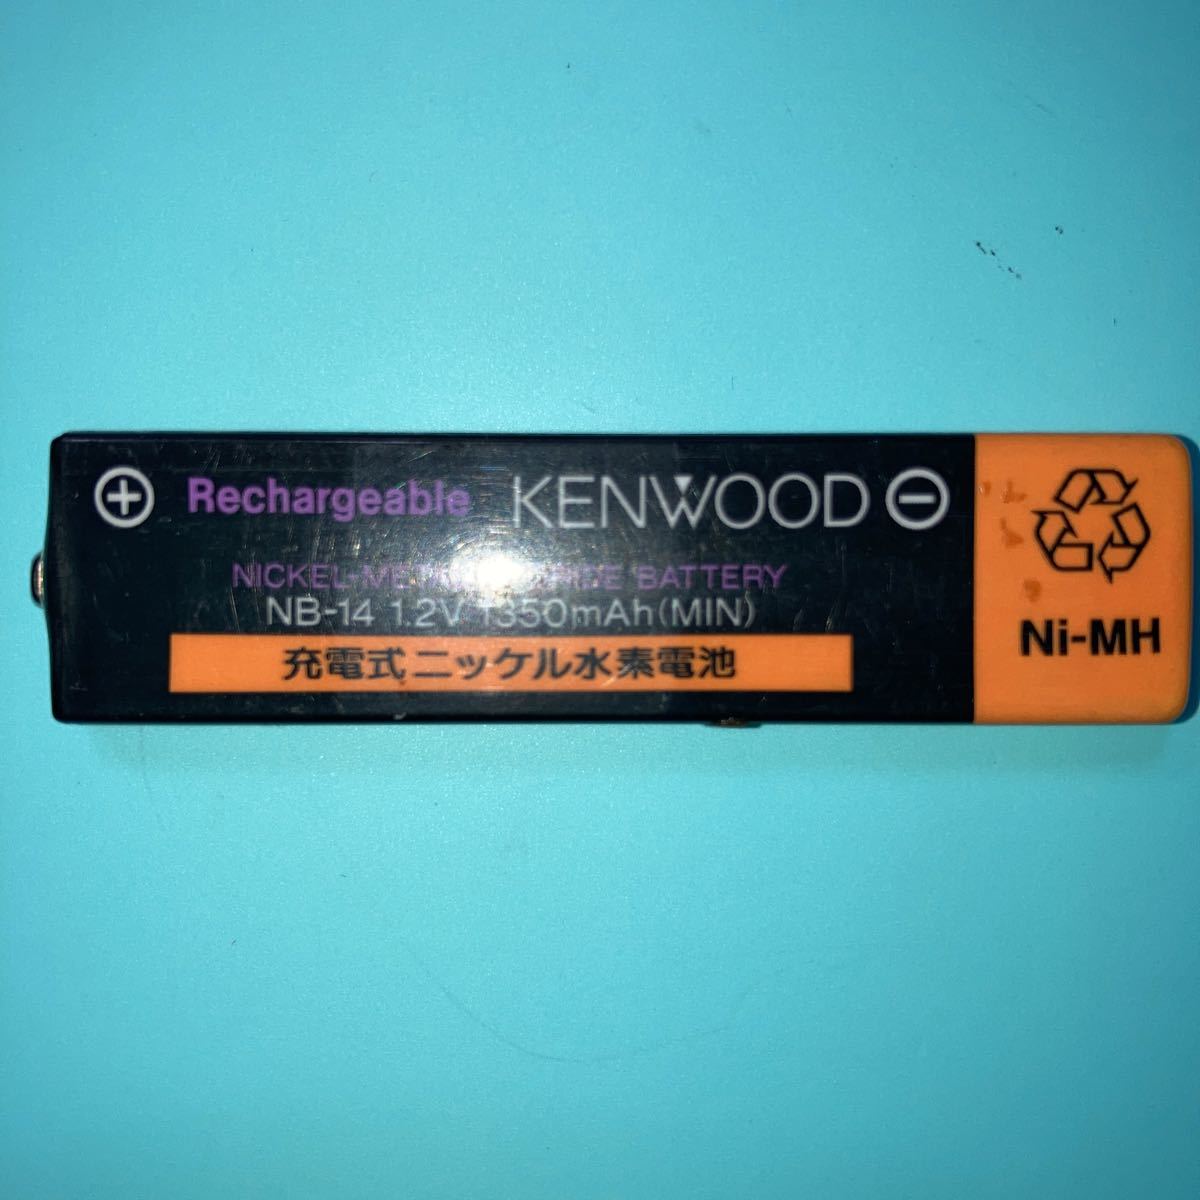 ⊕ Rechargeable KENWOOD ⊖
NICKEL-ME BATTERY
NB-14 1.2V 1350mAh(MIN)
充電式ニッケル水素電池
Ni-MH